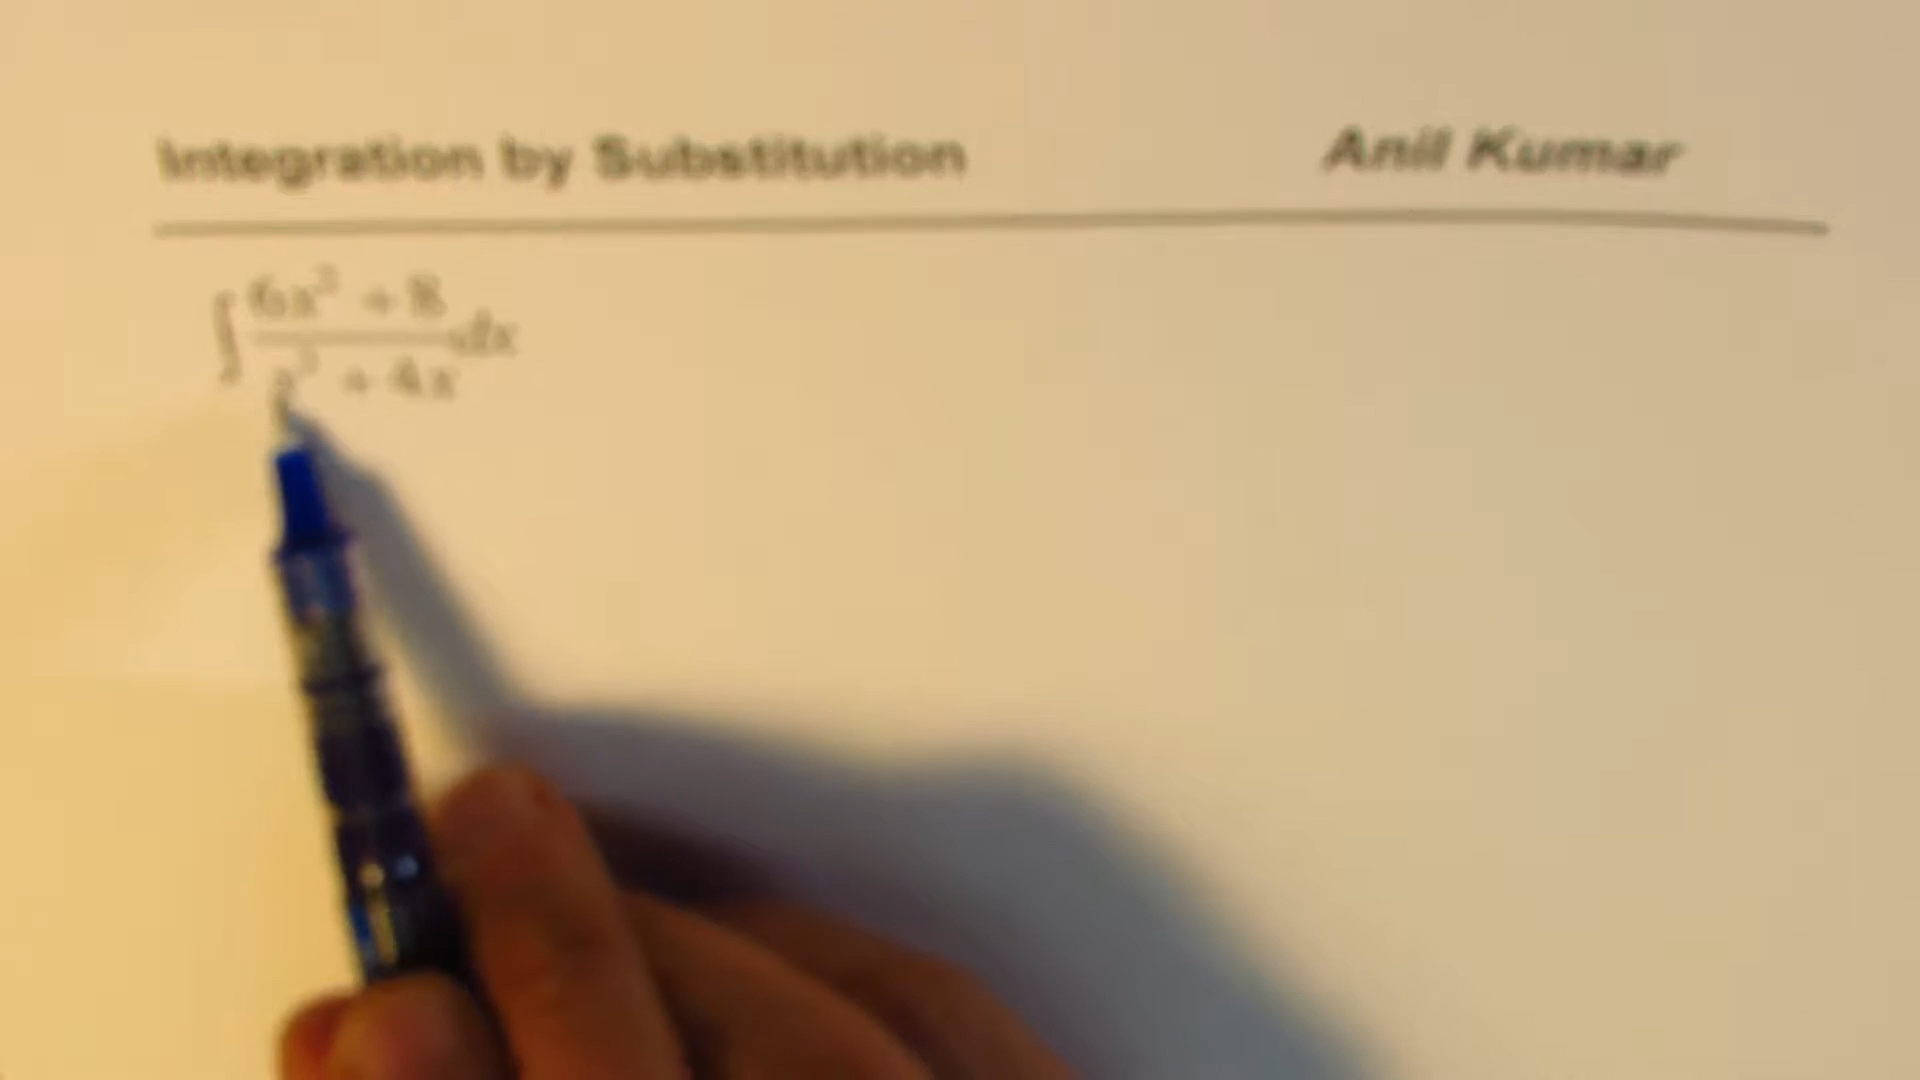 Integration by Substitution Anil Kumar
∫ (6x² + 8)/(x³ + 4x) dx